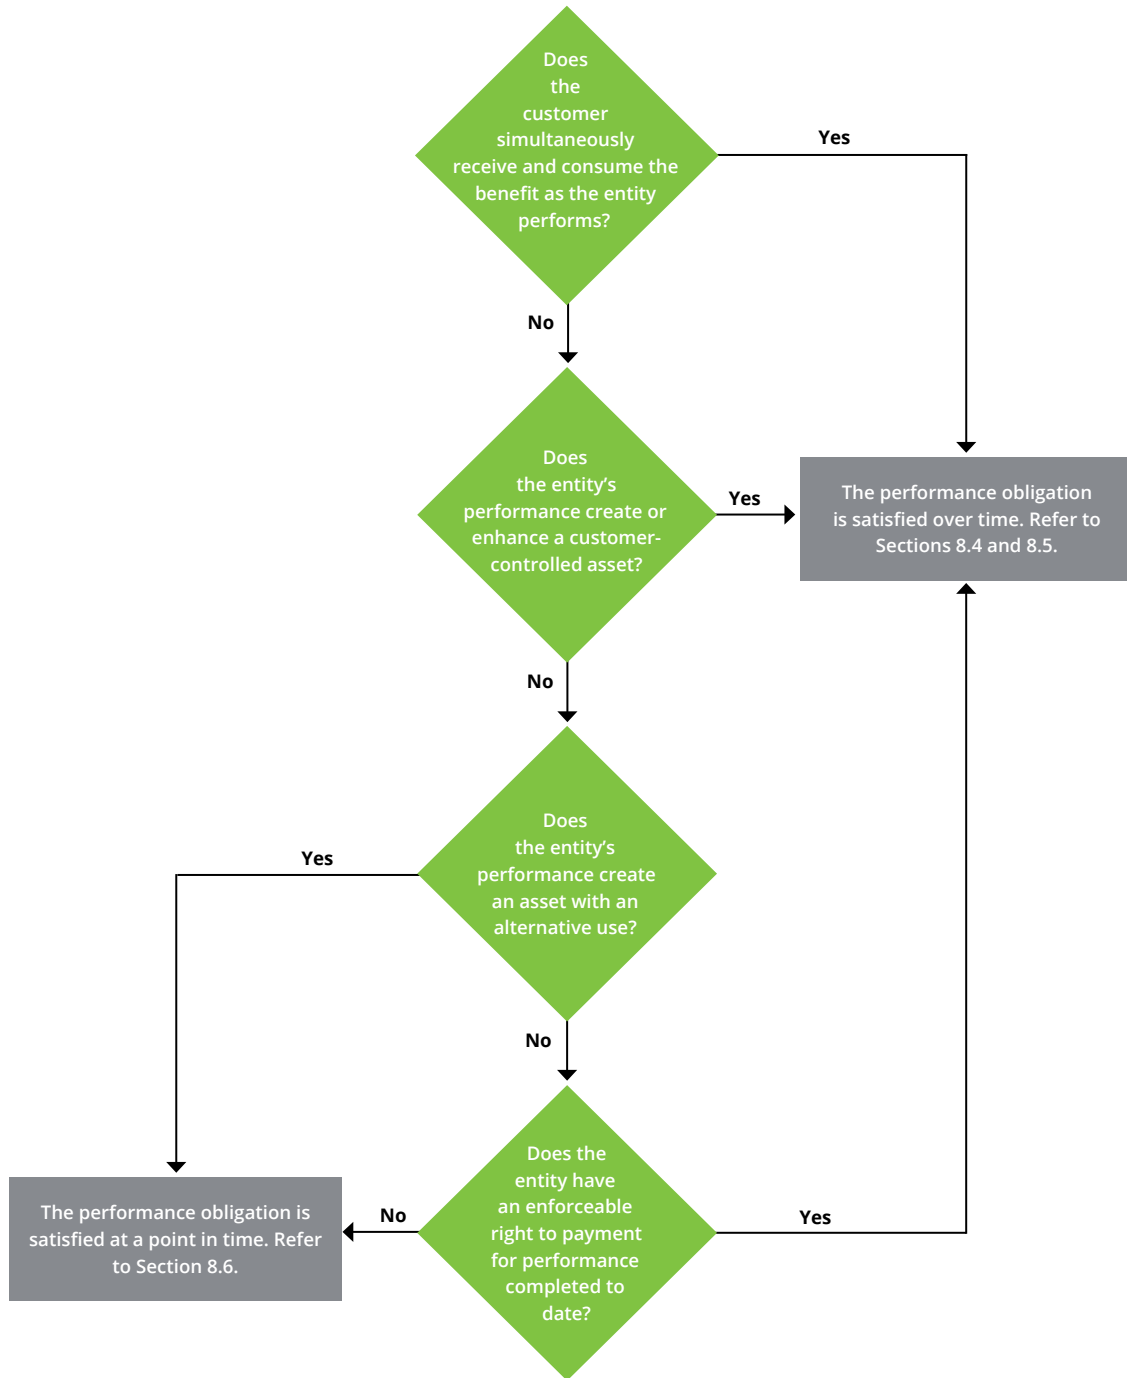 Does
the
customer
simultaneously
receive and consume the
benefit as the entity
performs?
Yes
No
Does
the entity’s
performance create or
enhance a customer-
controlled asset?
Yes
The performance obligation
is satisfied over time. Refer to
Sections 8.4 and 8.5.
No
Does
the entity’s
performance create
an asset with an
alternative use?
Yes
No
Does the
entity have
an enforceable
right to payment
for performance
completed to
date?
No
Yes
The performance obligation is
satisfied at a point in time. Refer
to Section 8.6.